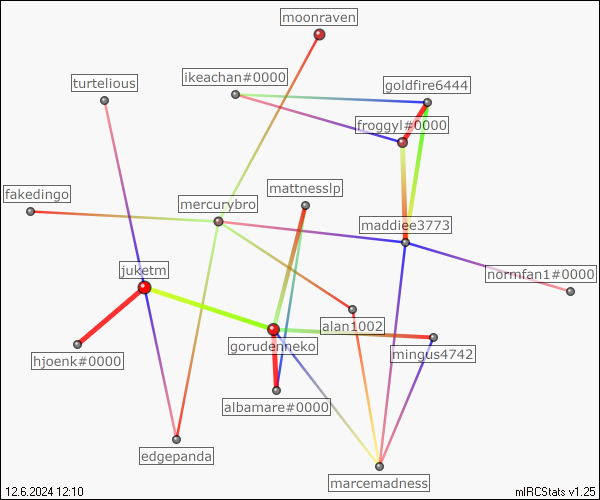 moonraven
ikeachan#0000
turtelious
goldfire6444
froggyl#0000
mattnesslp
fakedingo
mercurybro
maddiee3773
juketm
normfan1#0000
alan1002
gorudenneko
mingus4742
hjoenk#0000
albamare#0000
edgepanda
marcemadness
12.6.2024 12:10
mIRCStats v1.25